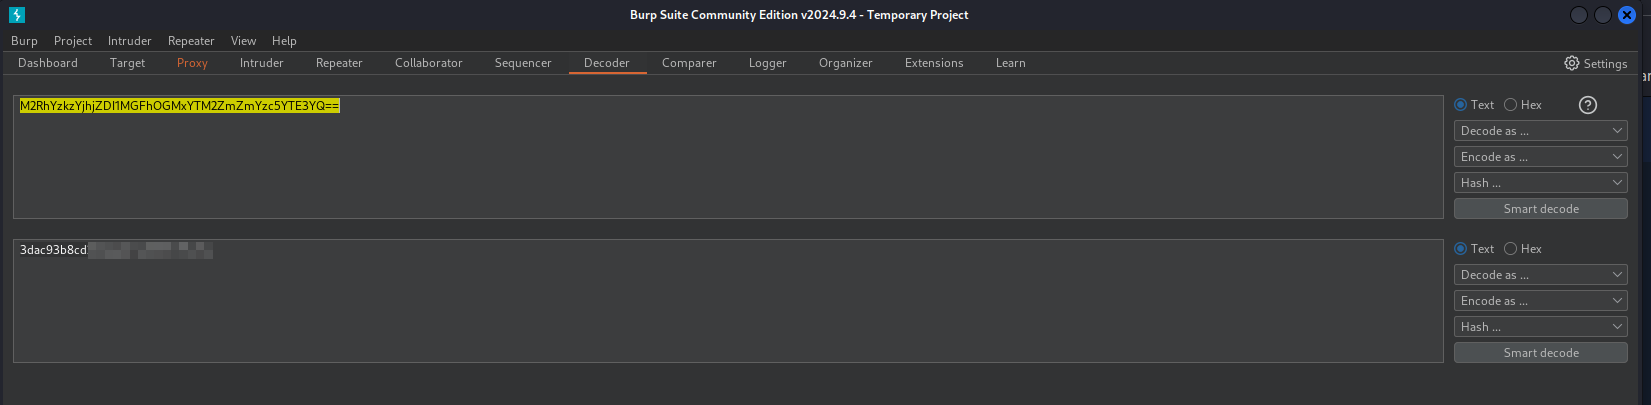 Burp Suite Community Edition v2024.9.4 - Temporary Project
Burp Project Intruder Repeater View Help
Dashboard Target Proxy Intruder Repeater Collaborator Sequencer Decoder Comparer Logger Organizer Extensions Learn Settings
M2RhYzkzYjhjZDI1MGFhOGMxYTM2ZmZmYzc5YTE3YQ==
Text Hex ?
Decode as ...
Encode as ...
Hash ...
Smart decode
3dac93b8cd
Text Hex
Decode as ...
Encode as ...
Hash ...
Smart decode